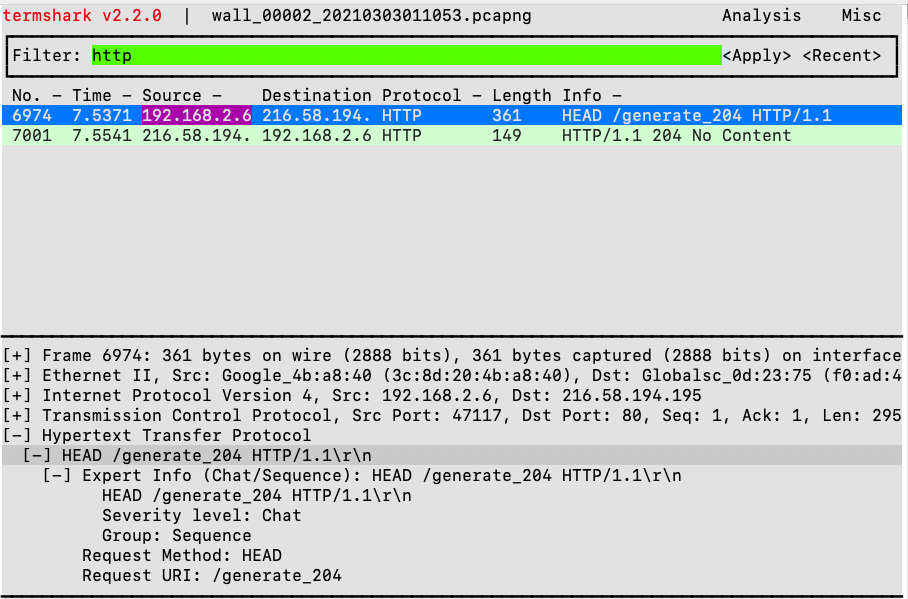 termshark v2.2.0 | wall_00002_20210303011053.pcapng Analysis Misc
Filter: http <Apply> <Recent>
No. – Time – Source – Destination Protocol – Length Info –
6974 7.5371 192.168.2.6 216.58.194. HTTP 361 HEAD /generate_204 HTTP/1.1
7001 7.5541 216.58.194. 192.168.2.6 HTTP 149 HTTP/1.1 204 No Content
[+] Frame 6974: 361 bytes on wire (2888 bits), 361 bytes captured (2888 bits) on interface
[+] Ethernet II, Src: Google_4b:a8:40 (3c:8d:20:4b:a8:40), Dst: Globalsc_0d:23:75 (f0:ad:4
[+] Internet Protocol Version 4, Src: 192.168.2.6, Dst: 216.58.194.195
[+] Transmission Control Protocol, Src Port: 47117, Dst Port: 80, Seq: 1, Ack: 1, Len: 295
[–] Hypertext Transfer Protocol
[–] HEAD /generate_204 HTTP/1.1\r\n
[–] Expert Info (Chat/Sequence): HEAD /generate_204 HTTP/1.1\r\n
HEAD /generate_204 HTTP/1.1\r\n
Severity level: Chat
Group: Sequence
Request Method: HEAD
Request URI: /generate_204